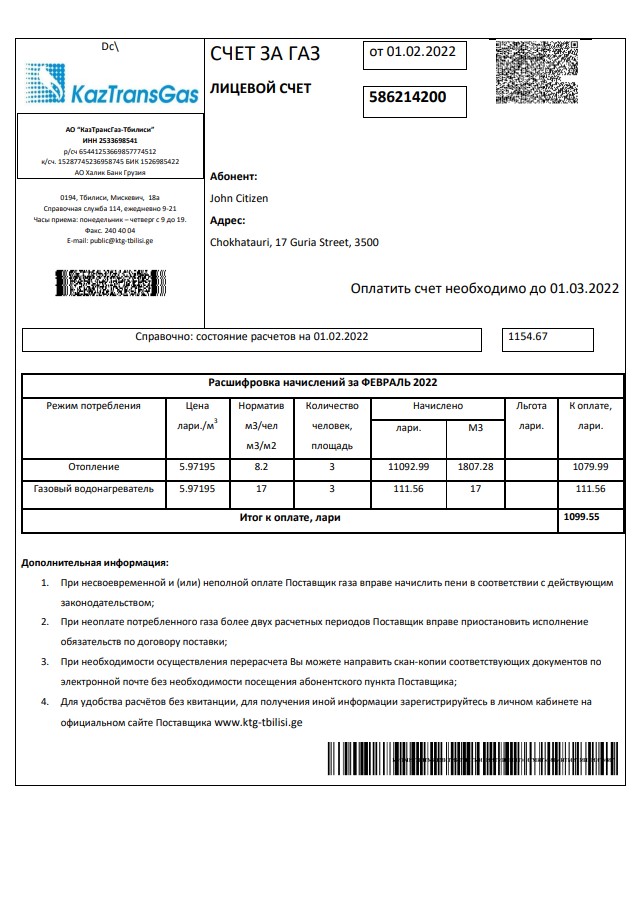 Dc\
KazTransGas
АО “КазТрансГаз-Тбилиси”
ИНН 2533698541
р/сч 65441253669857774512
к/сч. 15287745236958745 БИК 1526985422
АО Халик Банк Грузия
0194, Тбилиси, Мискевич, 18а
Справочная служба 114, ежедневно 9-21
Часы приема: понедельник – четверг с 9 до 19.
Факс. 240 40 04
E-mail: public@ktg-tbilisi.ge
СЧЕТ ЗА ГАЗ
от 01.02.2022
ЛИЦЕВОЙ СЧЕТ
586214200
Абонент:
John Citizen
Адрес:
Chokhatauri, 17 Guria Street, 3500
Оплатить счет необходимо до 01.03.2022
Справочно: состояние расчетов на 01.02.2022
1154.67
Расшифровка начислений за ФЕВРАЛЬ 2022
Режим потребления Цена Норматив Количество Начислено Льгота К оплате,
лари./м³ м3/чел человек, лари. М3 лари. лари.
м3/м2 площадь
Отопление 5.97195 8.2 3 11092.99 1807.28 1079.99
Газовый водонагреватель 5.97195 17 3 111.56 17 111.56
Итог к оплате, лари 1099.55
Дополнительная информация:
1. При несвоевременной и (или) неполной оплате Поставщик газа вправе начислить пени в соответствии с действующим
законодательством;
2. При неоплате потребленного газа более двух расчетных периодов Поставщик вправе приостановить исполнение
обязательств по договору поставки;
3. При необходимости осуществления перерасчета Вы можете направить скан-копии соответствующих документов по
электронной почте без необходимости посещения абонентского пункта Поставщика;
4. Для удобства расчётов без квитанции, для получения иной информации зарегистрируйтесь в личном кабинете на
официальном сайте Поставщика www.ktg-tbilisi.ge